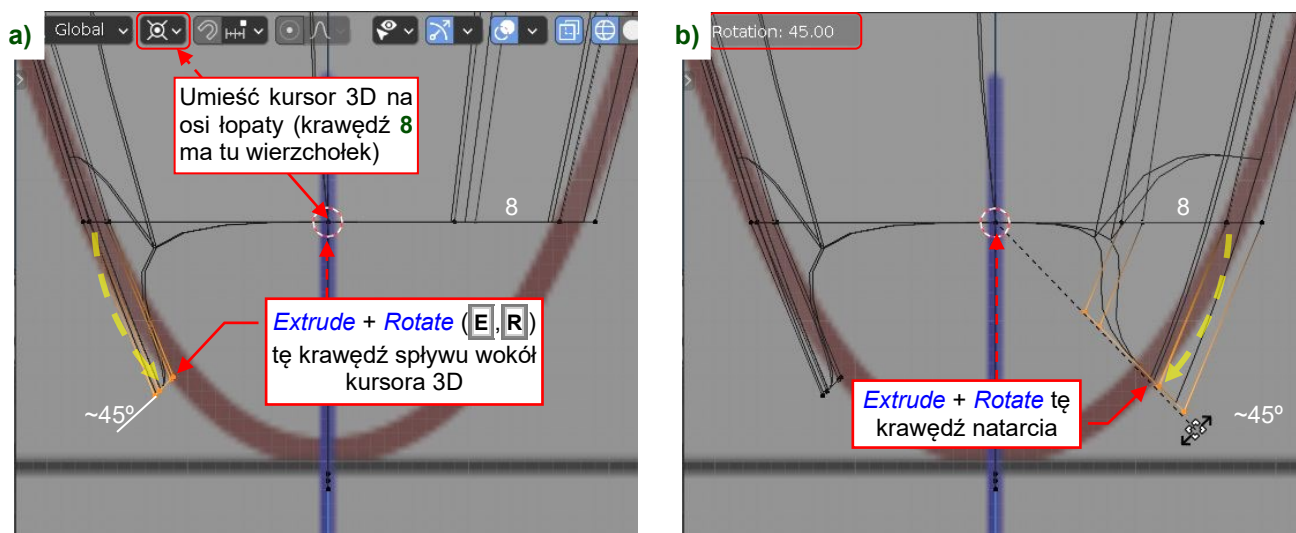 a)
Global
Umieść kursor 3D na
osi łopaty (krawędź 8
ma tu wierzchołek)
8
Extrude + Rotate (E, R)
tę krawędź spływu wokół
kursora 3D
~45º
b)
Rotation: 45.00
8
Extrude + Rotate tę
krawędź natarcia
~45º